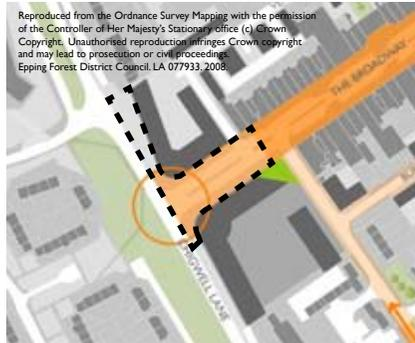 Reproduced from the Ordnance Survey Mapping with the permission
of the Controller of Her Majesty's Stationary office (c) Crown
Copyright. Unauthorised reproduction infringes Crown copyright
and may lead to prosecution or civil proceedings.
Epping Forest District Council. LA 077933, 2008.
THE BROADWAY
LANE